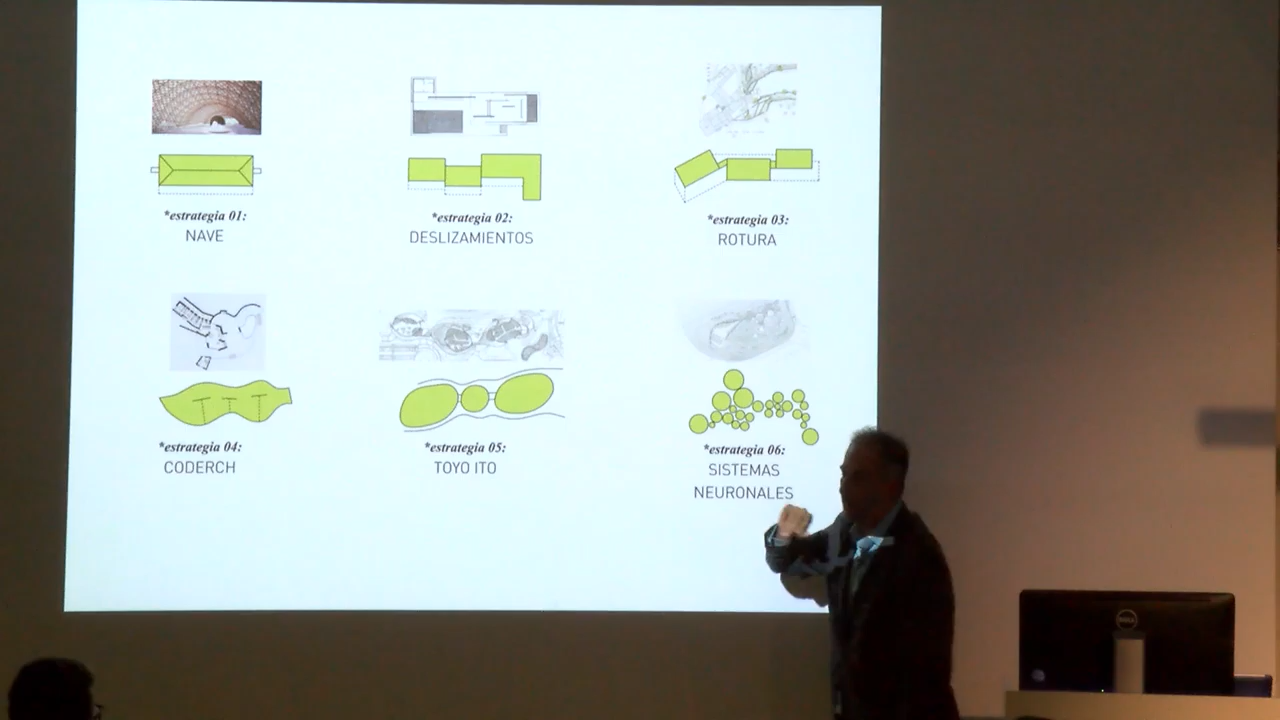 *estrategia 01:
NAVE
*estrategia 02:
DESLIZAMIENTOS
*estrategia 03:
ROTURA
*estrategia 04:
CODERCH
*estrategia 05:
TOYO ITO
*estrategia 06:
SISTEMAS
NEURONALES
DELL